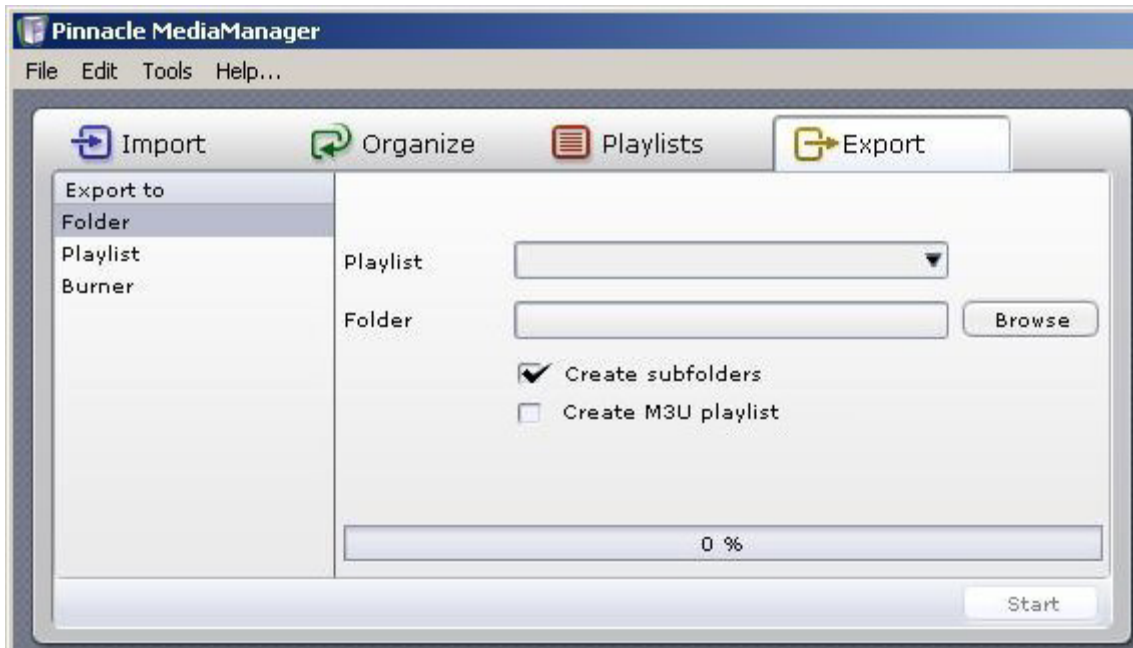 Pinnacle MediaManager
File Edit Tools Help...
Import Organize Playlists Export
Export to
Folder
Playlist
Burner
Playlist
Folder Browse
Create subfolders
Create M3U playlist
0 %
Start